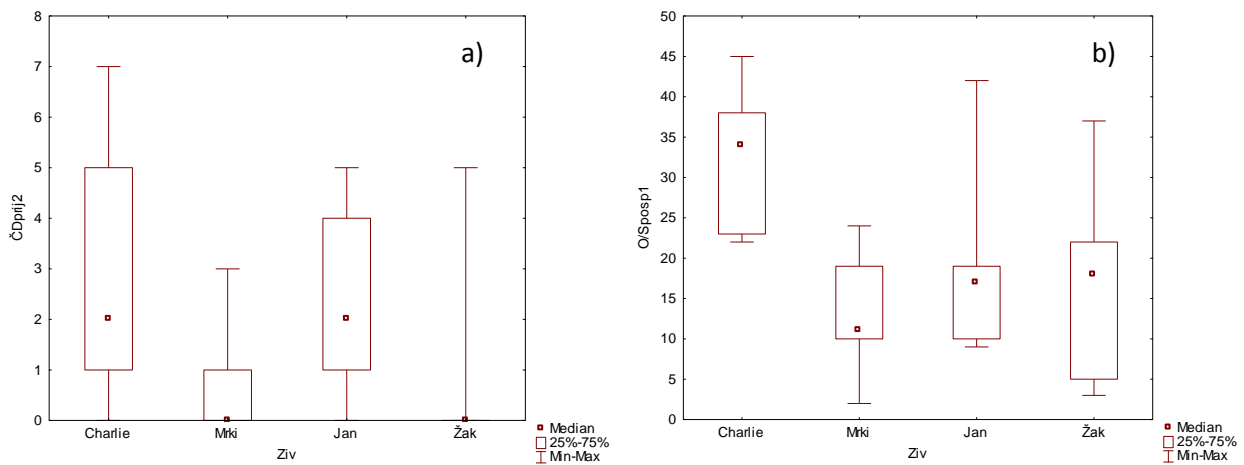 a)
8
7
6
5
4
3
2
1
0
ČDprij2
Charlie
Mrki
Jan
Žak
Ziv
Median
25%-75%
Min-Max
b)
50
45
40
35
30
25
20
15
10
5
0
O/Sposp1
Charlie
Mrki
Jan
Žak
Ziv
Median
25%-75%
Min-Max